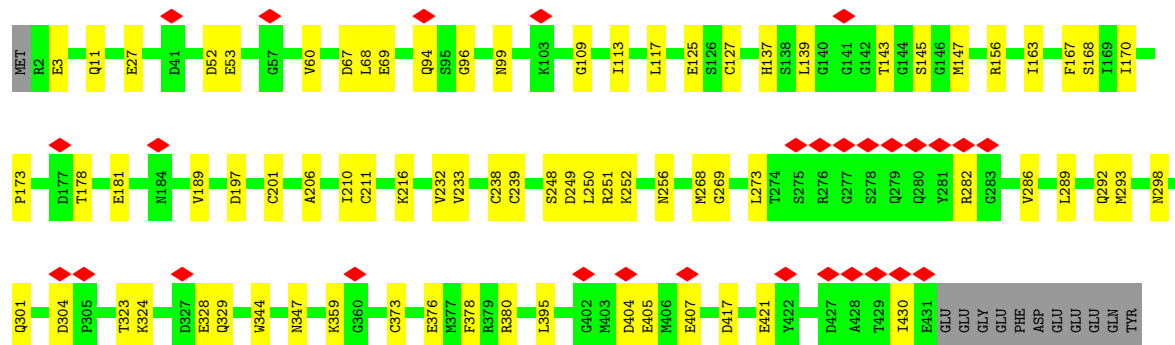 MET R2 E3 Q11 E27 D41 D52 E53 G57 V60 D67 L68 E69 Q94 S95 G96 N99 K103 G109 I113 L117 E125 S126 C127 H137 S138 L139 G140 G141 G142 T143 G144 S145 G146 M147 R156 I163 F167 S168 I169 I170
P173 D177 T178 E181 N184 V189 D197 C201 A206 I210 C211 K216 V232 V233 C238 C239 S248 D249 L250 R251 K252 N256 M268 G269 L273 T274 S275 R276 G277 S278 Q279 Q280 Y281 R282 G283 V286 L289 Q292 M293 N298
Q301 D304 P305 T323 K324 D327 E328 Q329 W344 N347 K359 G360 C373 E376 M377 F378 R379 R380 L395 G402 M403 D404 E405 M406 E407 D417 E421 Y422 D427 A428 T429 I430 E431 GLU GLU GLY GLU PHE ASP GLU GLU GLU GLN TYR